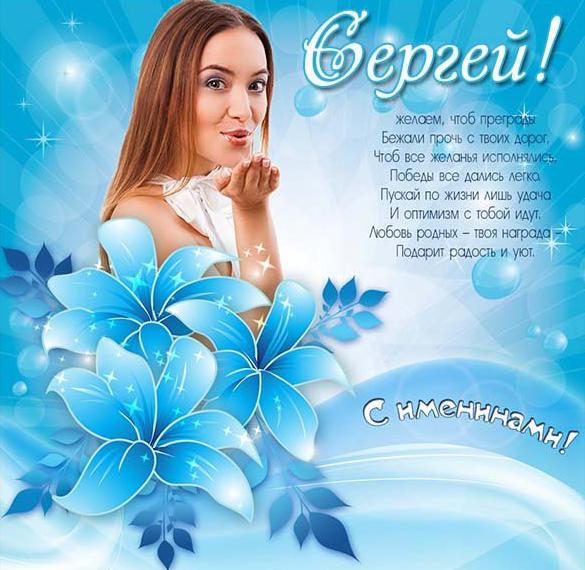 Сергей!
желаем, чтоб преграды
Бежали прочь с твоих дорог,
Чтоб все желанья исполнялись,
Победы все дались легко.
Пускай по жизни лишь удача
И оптимизм с тобой идут.
Любовь родных – твоя награда –
Подарит радость и уют.
С именинами!